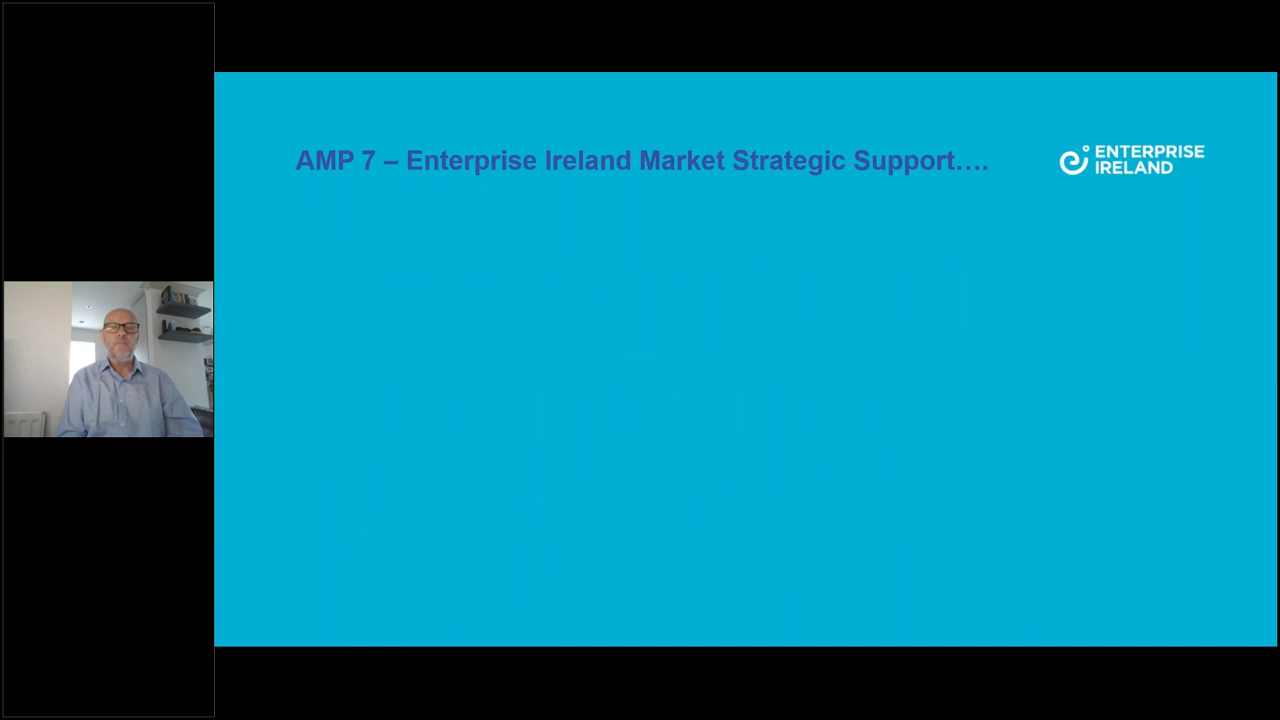 AMP 7 – Enterprise Ireland Market Strategic Support….
ENTERPRISE
IRELAND